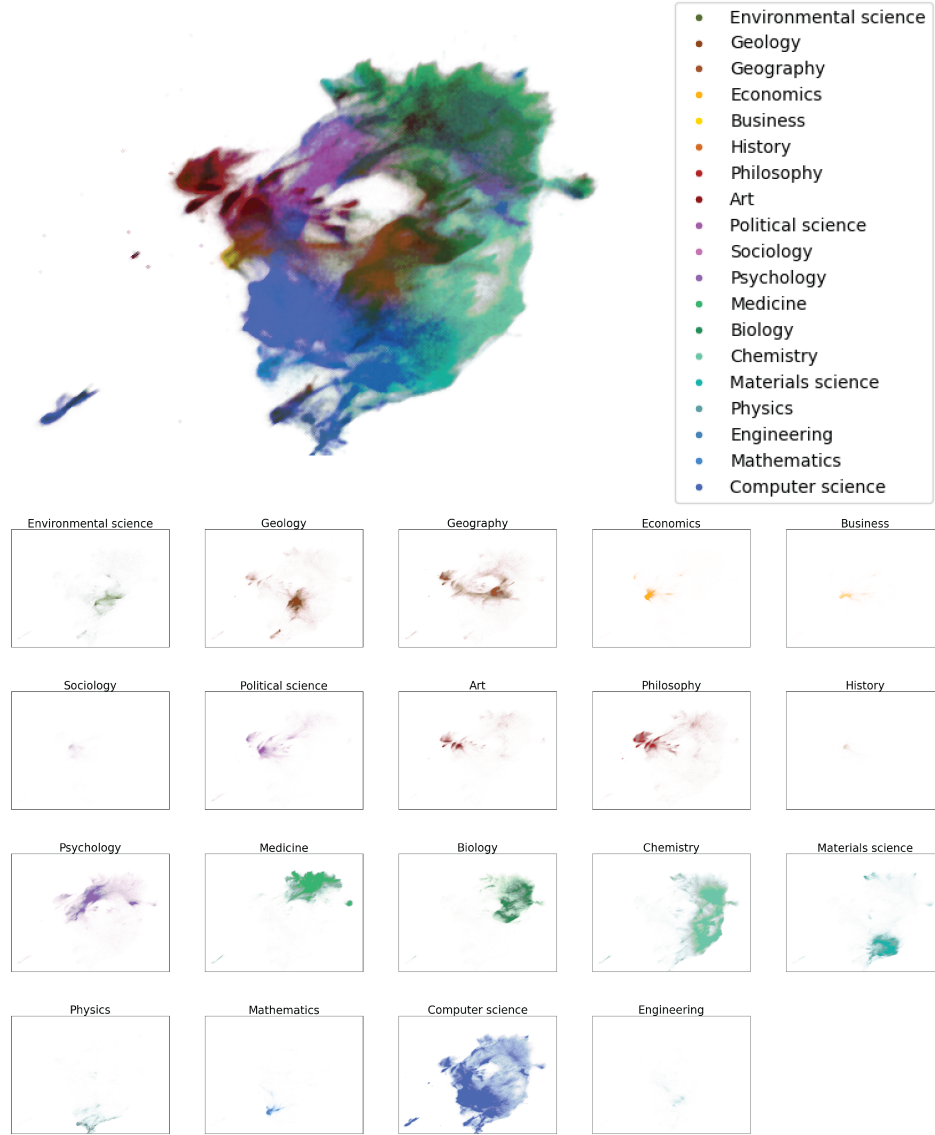 Environmental science
Geology
Geography
Economics
Business
History
Philosophy
Art
Political science
Sociology
Psychology
Medicine
Biology
Chemistry
Materials science
Physics
Engineering
Mathematics
Computer science
Environmental science
Geology
Geography
Economics
Business
Sociology
Political science
Art
Philosophy
History
Psychology
Medicine
Biology
Chemistry
Materials science
Physics
Mathematics
Computer science
Engineering